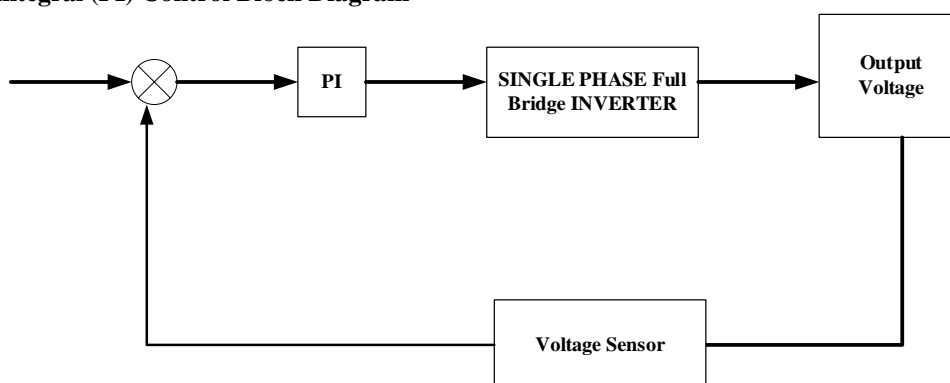 Integral (PI) Control Block Diagram
PI
SINGLE PHASE Full
Bridge INVERTER
Output
Voltage
Voltage Sensor